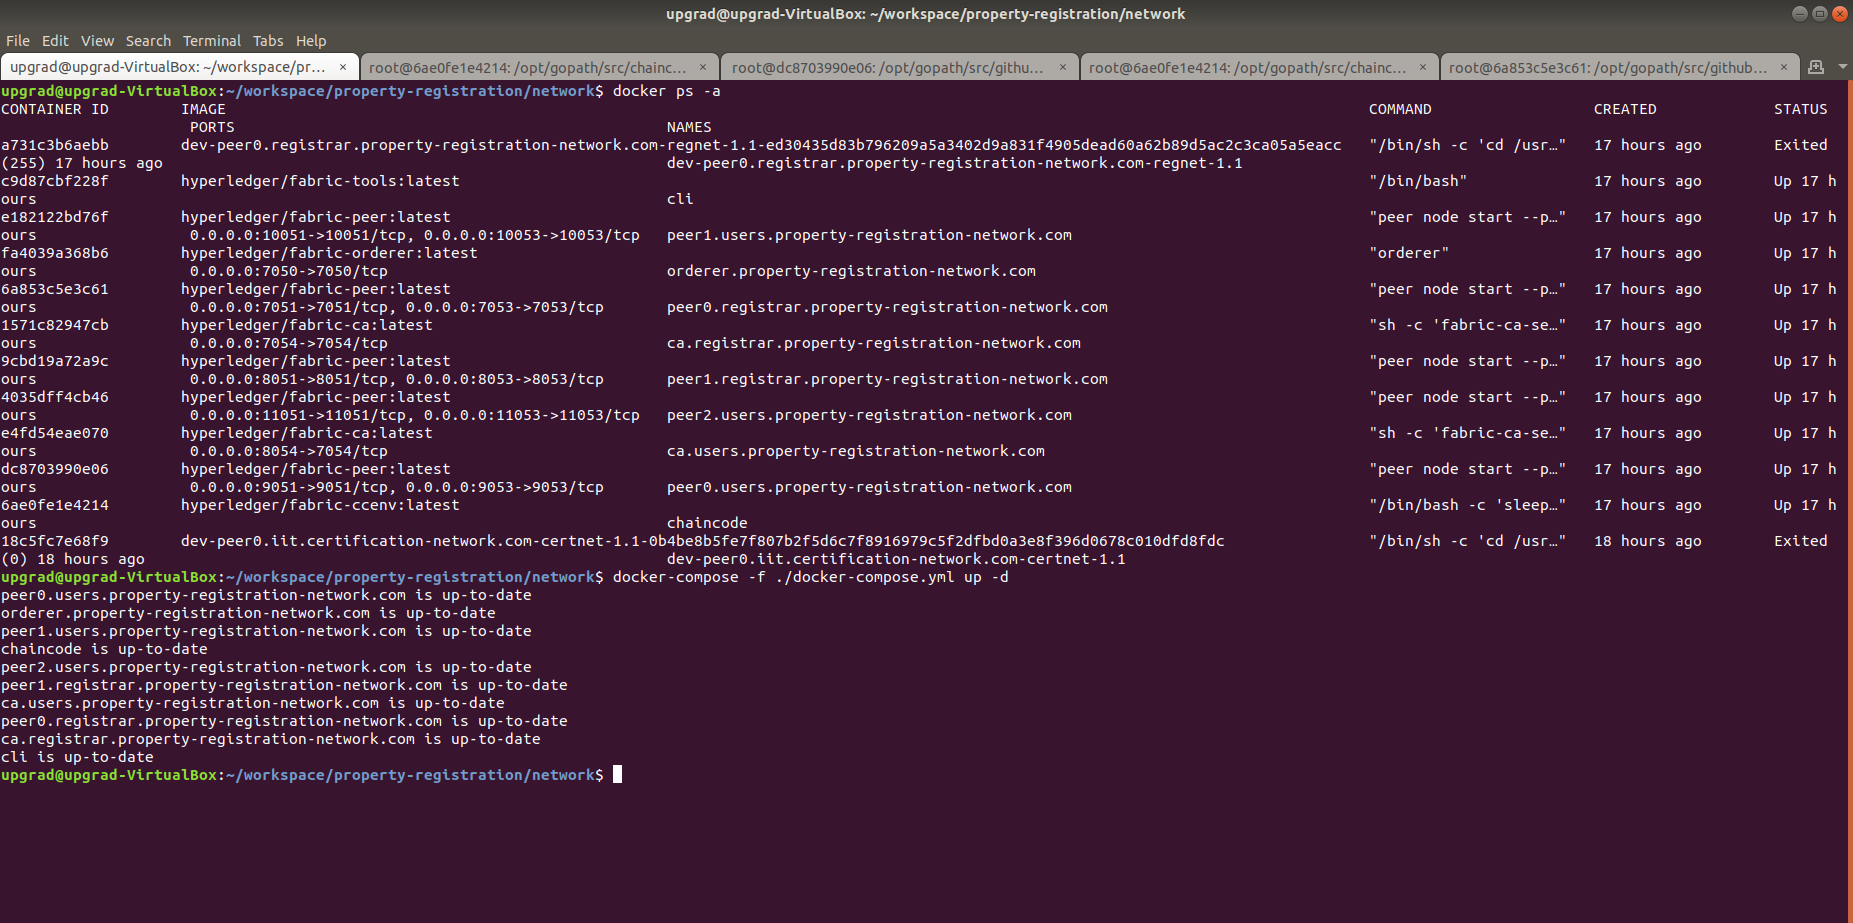 upgrad@upgrad-VirtualBox: ~/workspace/property-registration/network
File Edit View Search Terminal Tabs Help
upgrad@upgrad-VirtualBox: ~/workspace/pr... × root@6ae0fe1e4214: /opt/gopath/src/chainc... × root@dc8703990e06: /opt/gopath/src/githu... × root@6ae0fe1e4214: /opt/gopath/src/chainc... × root@6a853c5e3c61: /opt/gopath/src/github... ×
upgrad@upgrad-VirtualBox:~/workspace/property-registration/network$ docker ps -a
CONTAINER ID IMAGE COMMAND CREATED STATUS
PORTS NAMES
a731c3b6aebb dev-peer0.registrar.property-registration-network.com-regnet-1.1-ed30435d83b796209a5a3402d9a831f4905dead60a62b89d5ac2c3ca05a5eacc "/bin/sh -c 'cd /usr…" 17 hours ago Exited
(255) 17 hours ago dev-peer0.registrar.property-registration-network.com-regnet-1.1
c9d87cbf228f hyperledger/fabric-tools:latest "/bin/bash" 17 hours ago Up 17 h
ours cli
e182122bd76f hyperledger/fabric-peer:latest "peer node start --p…" 17 hours ago Up 17 h
ours 0.0.0.0:10051->10051/tcp, 0.0.0.0:10053->10053/tcp peer1.users.property-registration-network.com
fa4039a368b6 hyperledger/fabric-orderer:latest "orderer" 17 hours ago Up 17 h
ours 0.0.0.0:7050->7050/tcp orderer.property-registration-network.com
6a853c5e3c61 hyperledger/fabric-peer:latest "peer node start --p…" 17 hours ago Up 17 h
ours 0.0.0.0:7051->7051/tcp, 0.0.0.0:7053->7053/tcp peer0.registrar.property-registration-network.com
1571c82947cb hyperledger/fabric-ca:latest "sh -c 'fabric-ca-se…" 17 hours ago Up 17 h
ours 0.0.0.0:7054->7054/tcp ca.registrar.property-registration-network.com
9cbd19a72a9c hyperledger/fabric-peer:latest "peer node start --p…" 17 hours ago Up 17 h
ours 0.0.0.0:8051->8051/tcp, 0.0.0.0:8053->8053/tcp peer1.registrar.property-registration-network.com
4035dff4cb46 hyperledger/fabric-peer:latest "peer node start --p…" 17 hours ago Up 17 h
ours 0.0.0.0:11051->11051/tcp, 0.0.0.0:11053->11053/tcp peer2.users.property-registration-network.com
e4fd54eae070 hyperledger/fabric-ca:latest "sh -c 'fabric-ca-se…" 17 hours ago Up 17 h
ours 0.0.0.0:8054->7054/tcp ca.users.property-registration-network.com
dc8703990e06 hyperledger/fabric-peer:latest "peer node start --p…" 17 hours ago Up 17 h
ours 0.0.0.0:9051->9051/tcp, 0.0.0.0:9053->9053/tcp peer0.users.property-registration-network.com
6ae0fe1e4214 hyperledger/fabric-ccenv:latest "/bin/bash -c 'sleep…" 17 hours ago Up 17 h
ours chaincode
18c5fc7e68f9 dev-peer0.iit.certification-network.com-certnet-1.1-0b4be8b5fe7f807b2f5d6c7f8916979c5f2dfbd0a3e8f396d0678c010dfd8fdc "/bin/sh -c 'cd /usr…" 18 hours ago Exited
(0) 18 hours ago dev-peer0.iit.certification-network.com-certnet-1.1
upgrad@upgrad-VirtualBox:~/workspace/property-registration/network$ docker-compose -f ./docker-compose.yml up -d
peer0.users.property-registration-network.com is up-to-date
orderer.property-registration-network.com is up-to-date
peer1.users.property-registration-network.com is up-to-date
chaincode is up-to-date
peer2.users.property-registration-network.com is up-to-date
peer1.registrar.property-registration-network.com is up-to-date
ca.users.property-registration-network.com is up-to-date
peer0.registrar.property-registration-network.com is up-to-date
ca.registrar.property-registration-network.com is up-to-date
cli is up-to-date
upgrad@upgrad-VirtualBox:~/workspace/property-registration/network$